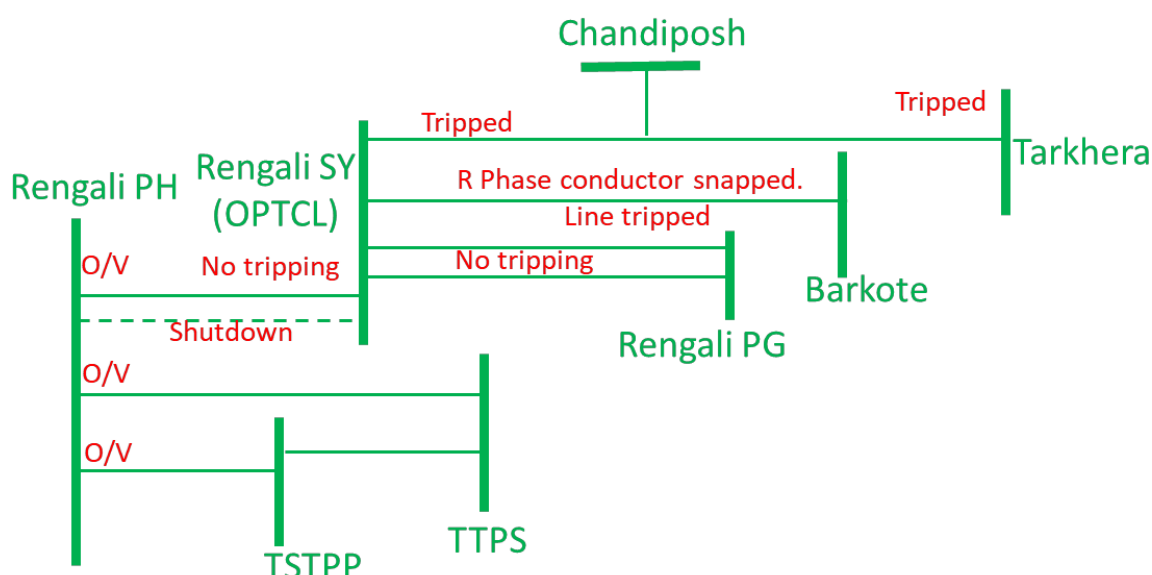 Chandiposh
Tripped
Tripped
Tarkhera
Rengali SY
(OPTCL)
Rengali PH
R Phase conductor snapped.
Line tripped
O/V
No tripping
No tripping
Barkote
Shutdown
Rengali PG
O/V
O/V
TTPS
TSTPP